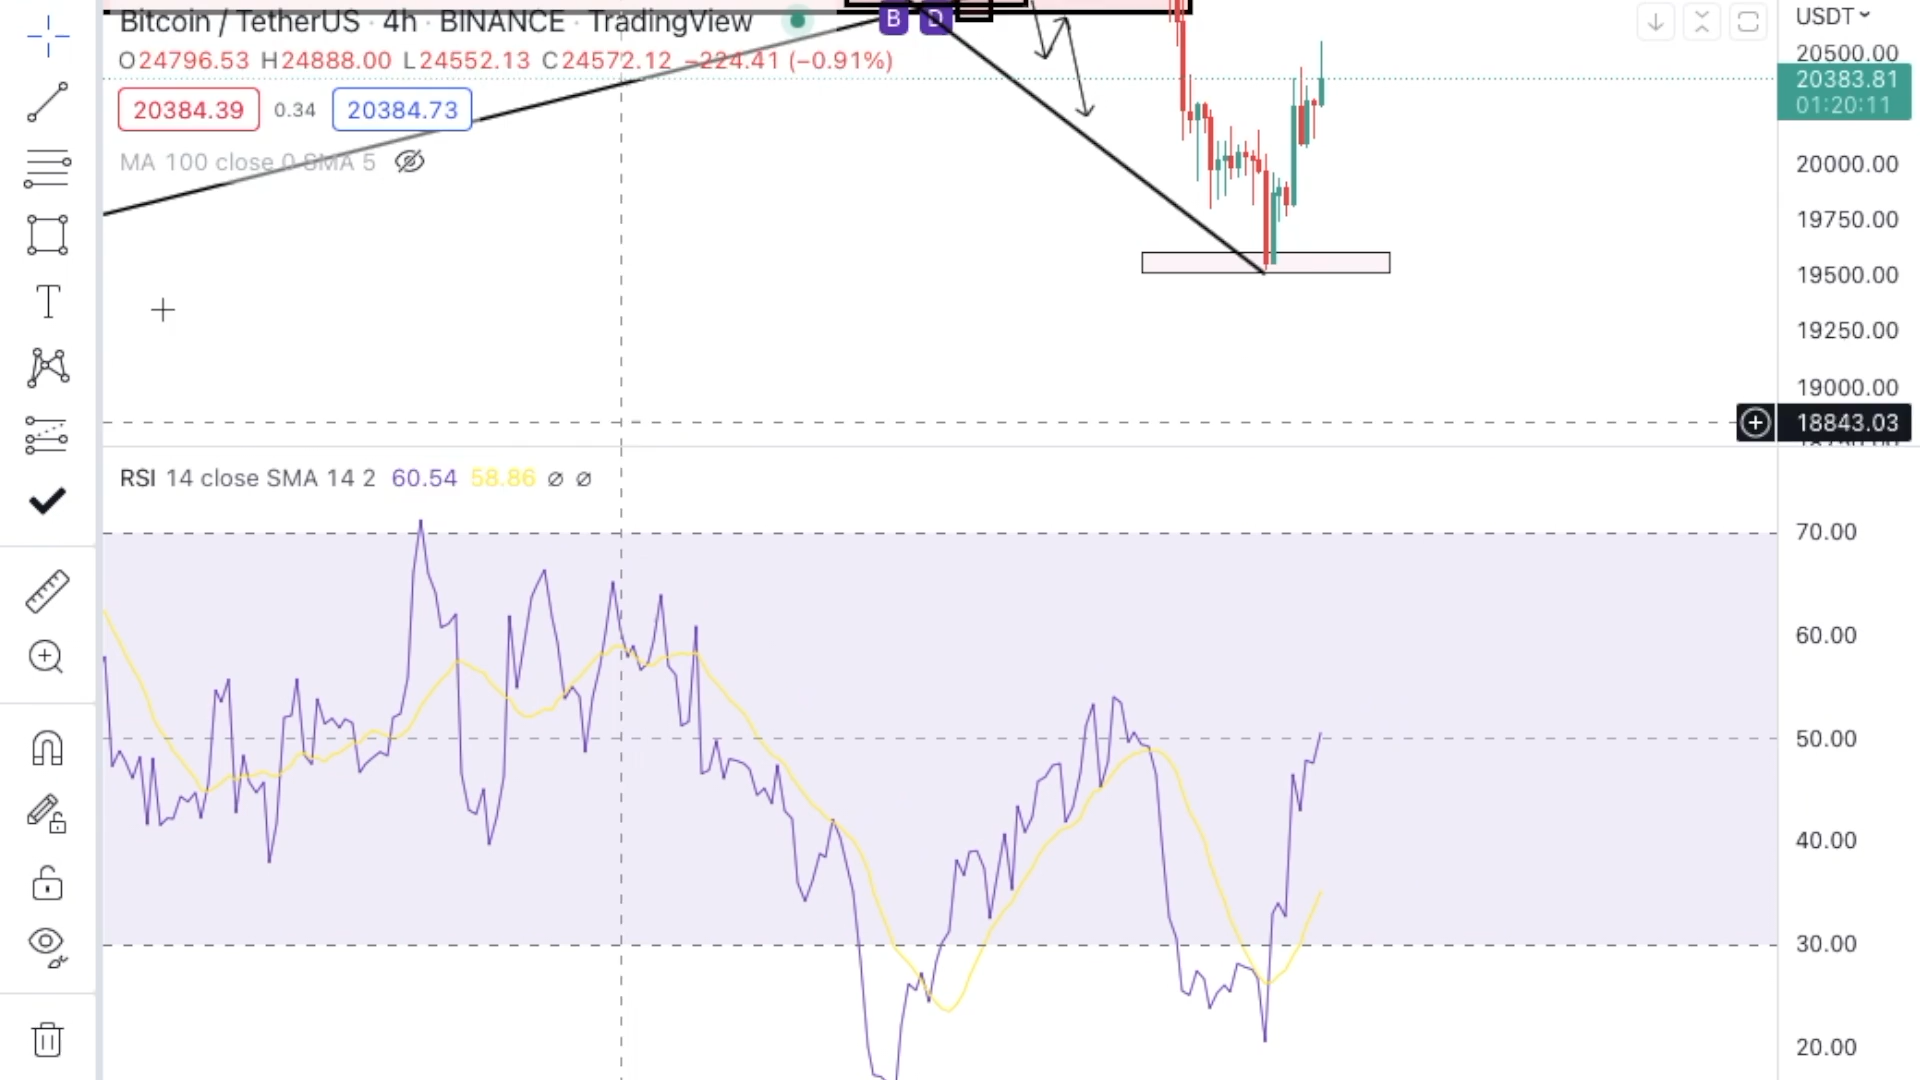 Bitcoin / TetherUS · 4h · BINANCE · TradingView
B D
USDT
O24796.53 H24888.00 L24552.13 C24572.12 −224.41 (−0.91%)
20384.39 0.34 20384.73
MA 100 close 0 SMA 5
20500.00
20383.81
01:20:11
20000.00
19750.00
19500.00
19250.00
19000.00
18843.03
RSI 14 close SMA 14 2 60.54 58.86 ∅ ∅
70.00
60.00
50.00
40.00
30.00
20.00
T